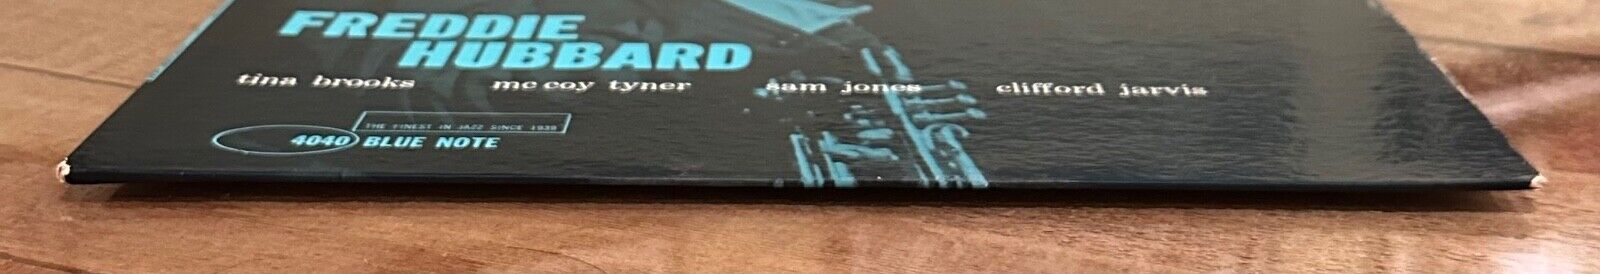 FREDDIE
HUBBARD
tina brooks mc coy tyner sam jones clifford jarvis
THE FINEST IN JAZZ SINCE 1939
4040 BLUE NOTE